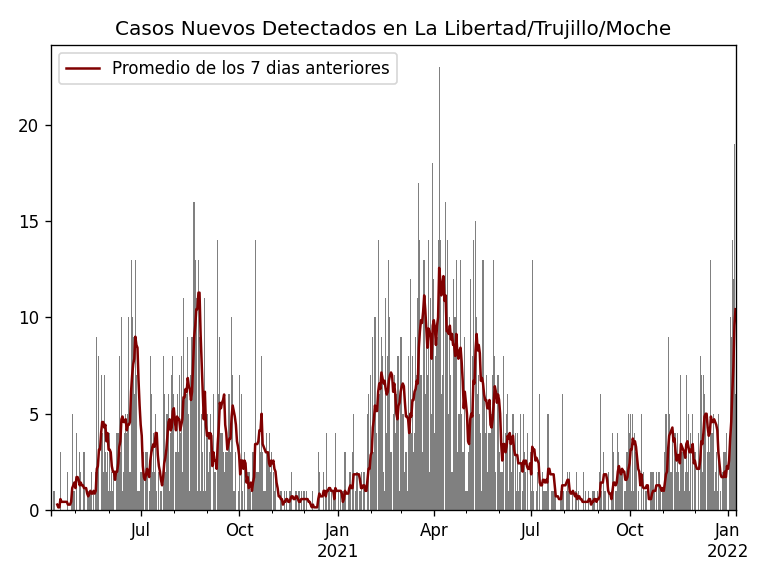 Casos Nuevos Detectados en La Libertad/Trujillo/Moche
Promedio de los 7 dias anteriores
20
15
10
5
0
Jul Oct Jan Apr Jul Oct Jan
2021 2022